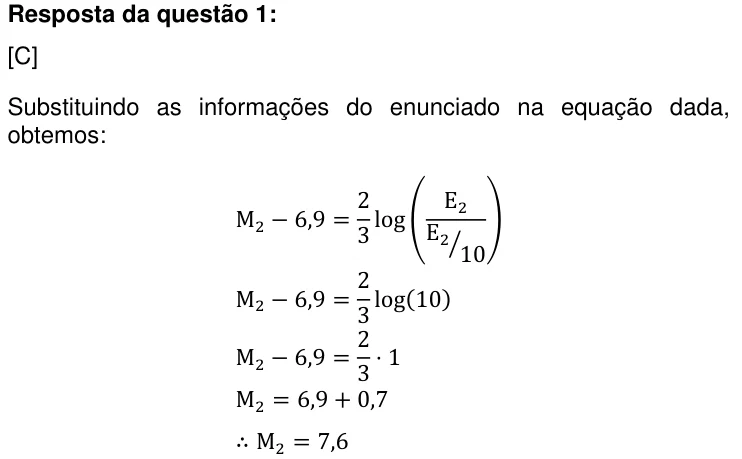 Resposta da questão 1:
[C]
Substituindo as informações do enunciado na equação dada,
obtemos:
M₂ − 6,9 = 2/3 log((E₂)/(E₂/10))
M₂ − 6,9 = 2/3 log(10)
M₂ − 6,9 = 2/3 · 1
M₂ = 6,9 + 0,7
∴ M₂ = 7,6